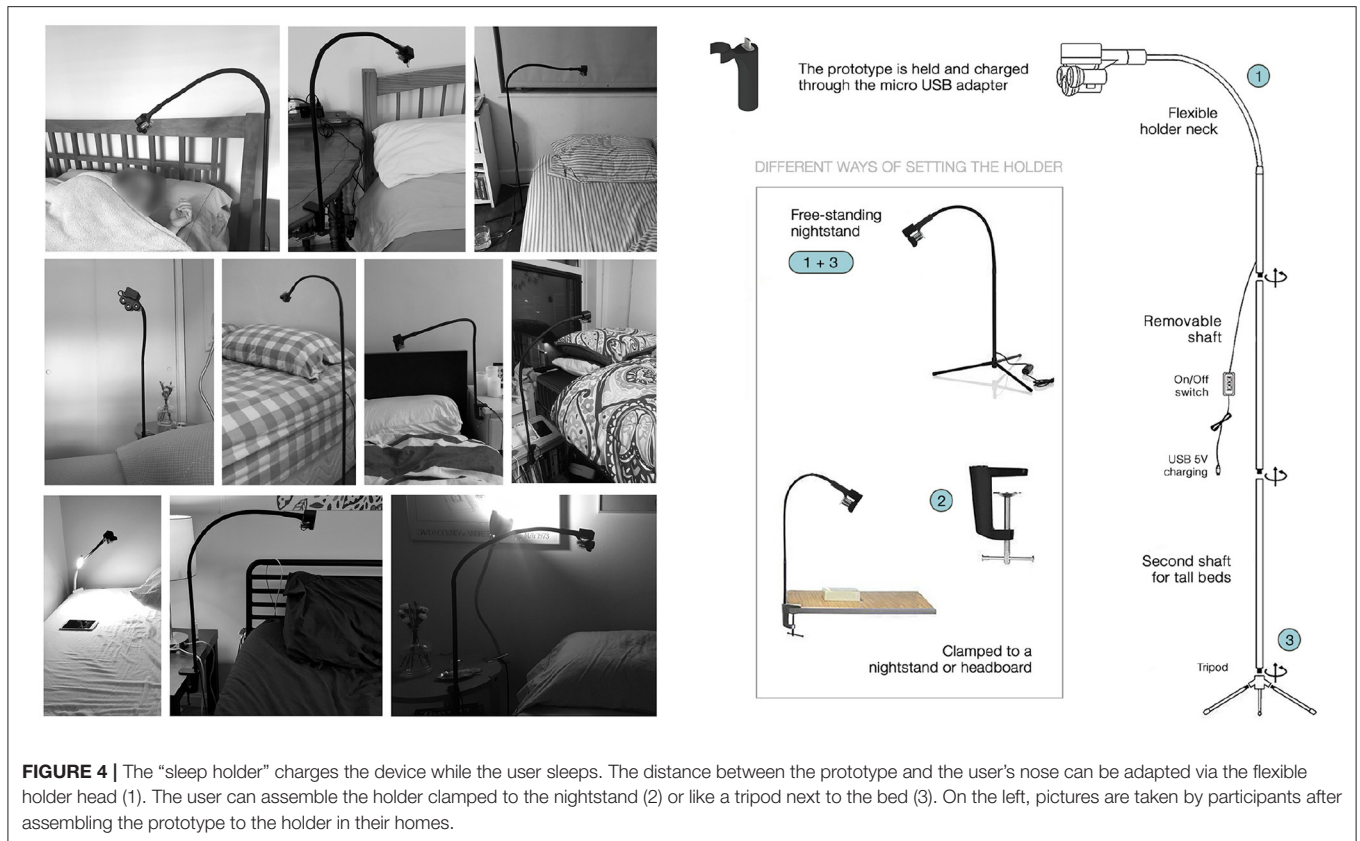 The prototype is held and charged
through the micro USB adapter
1
Flexible
holder neck
DIFFERENT WAYS OF SETTING THE HOLDER
Free-standing
nightstand
1 + 3
Removable
shaft
On/Off
switch
USB 5V
charging
2
Clamped to a
nightstand or headboard
Second shaft
for tall beds
3
Tripod
FIGURE 4 | The “sleep holder” charges the device while the user sleeps. The distance between the prototype and the user’s nose can be adapted via the flexible
holder head (1). The user can assemble the holder clamped to the nightstand (2) or like a tripod next to the bed (3). On the left, pictures are taken by participants after
assembling the prototype to the holder in their homes.